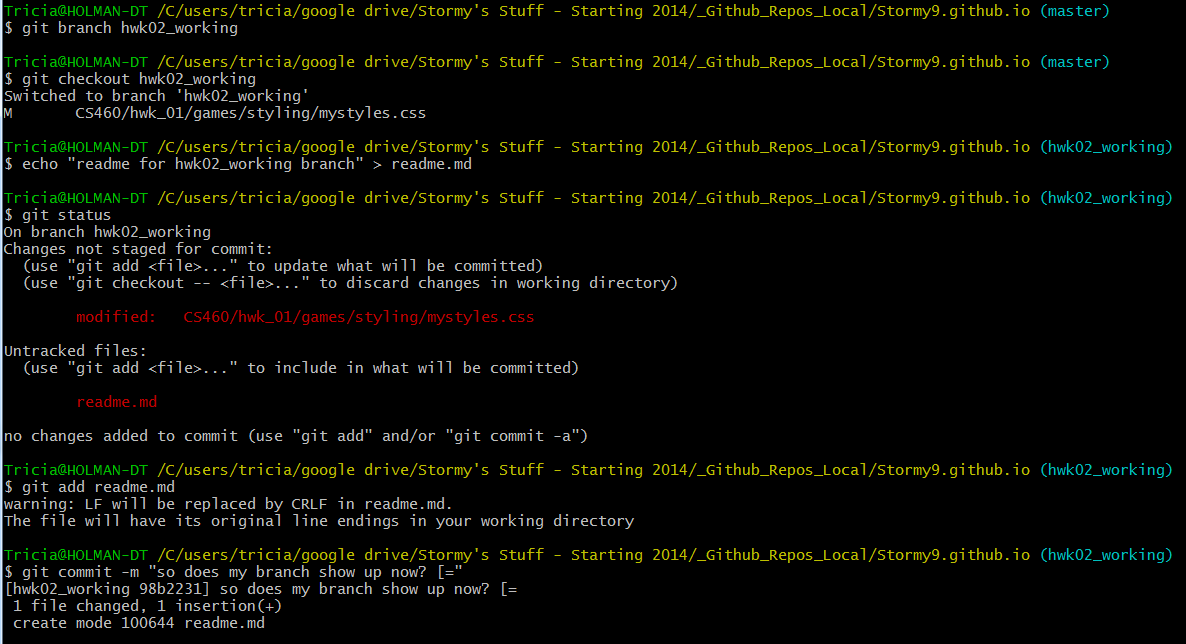 Tricia@HOLMAN-DT /C/users/tricia/google drive/Stormy's Stuff - Starting 2014/_Github_Repos_Local/Stormy9.github.io (master)
$ git branch hwk02_working
Tricia@HOLMAN-DT /C/users/tricia/google drive/Stormy's Stuff - Starting 2014/_Github_Repos_Local/Stormy9.github.io (master)
$ git checkout hwk02_working
Switched to branch 'hwk02_working'
M       CS460/hwk_01/games/styling/mystyles.css
Tricia@HOLMAN-DT /C/users/tricia/google drive/Stormy's Stuff - Starting 2014/_Github_Repos_Local/Stormy9.github.io (hwk02_working)
$ echo "readme for hwk02_working branch" > readme.md
Tricia@HOLMAN-DT /C/users/tricia/google drive/Stormy's Stuff - Starting 2014/_Github_Repos_Local/Stormy9.github.io (hwk02_working)
$ git status
On branch hwk02_working
Changes not staged for commit:
  (use "git add <file>..." to update what will be committed)
  (use "git checkout -- <file>..." to discard changes in working directory)
        modified:   CS460/hwk_01/games/styling/mystyles.css
Untracked files:
  (use "git add <file>..." to include in what will be committed)
        readme.md
no changes added to commit (use "git add" and/or "git commit -a")
Tricia@HOLMAN-DT /C/users/tricia/google drive/Stormy's Stuff - Starting 2014/_Github_Repos_Local/Stormy9.github.io (hwk02_working)
$ git add readme.md
warning: LF will be replaced by CRLF in readme.md.
The file will have its original line endings in your working directory
Tricia@HOLMAN-DT /C/users/tricia/google drive/Stormy's Stuff - Starting 2014/_Github_Repos_Local/Stormy9.github.io (hwk02_working)
$ git commit -m "so does my branch show up now? [="
[hwk02_working 98b2231] so does my branch show up now? [=
 1 file changed, 1 insertion(+)
 create mode 100644 readme.md